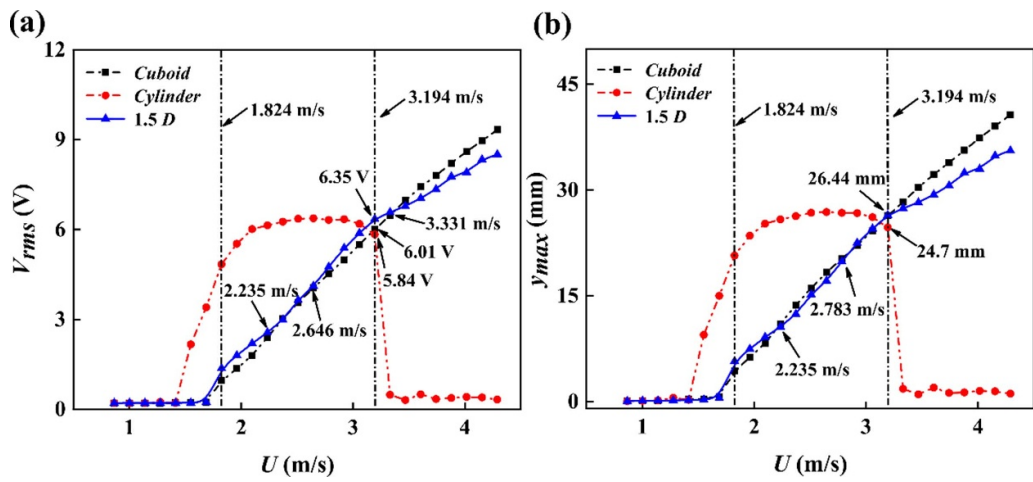 (a)
12
9
6
3
0
Vrms (V)
Cuboid
Cylinder
1.5 D
1.824 m/s
3.194 m/s
6.35 V
3.331 m/s
6.01 V
5.84 V
2.235 m/s
2.646 m/s
1
2
3
4
U (m/s)
(b)
45
30
15
0
ymax (mm)
Cuboid
Cylinder
1.5 D
1.824 m/s
3.194 m/s
26.44 mm
24.7 mm
2.783 m/s
2.235 m/s
1
2
3
4
U (m/s)